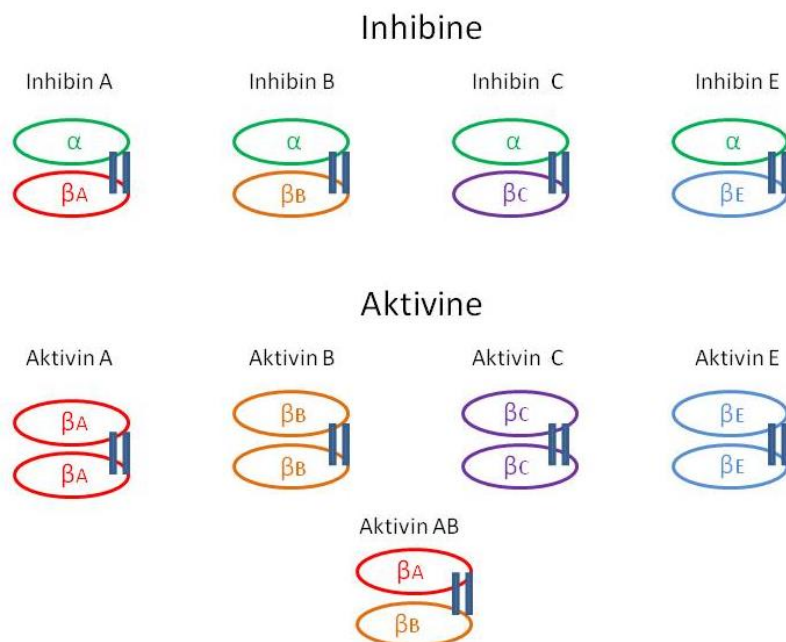 Inhibine
Inhibin A Inhibin B Inhibin C Inhibin E
α α α α
βA βB βC βE
Aktivine
Aktivin A Aktivin B Aktivin C Aktivin E
βA βB βC βE
βA βB βC βE
Aktivin AB
βA
βB